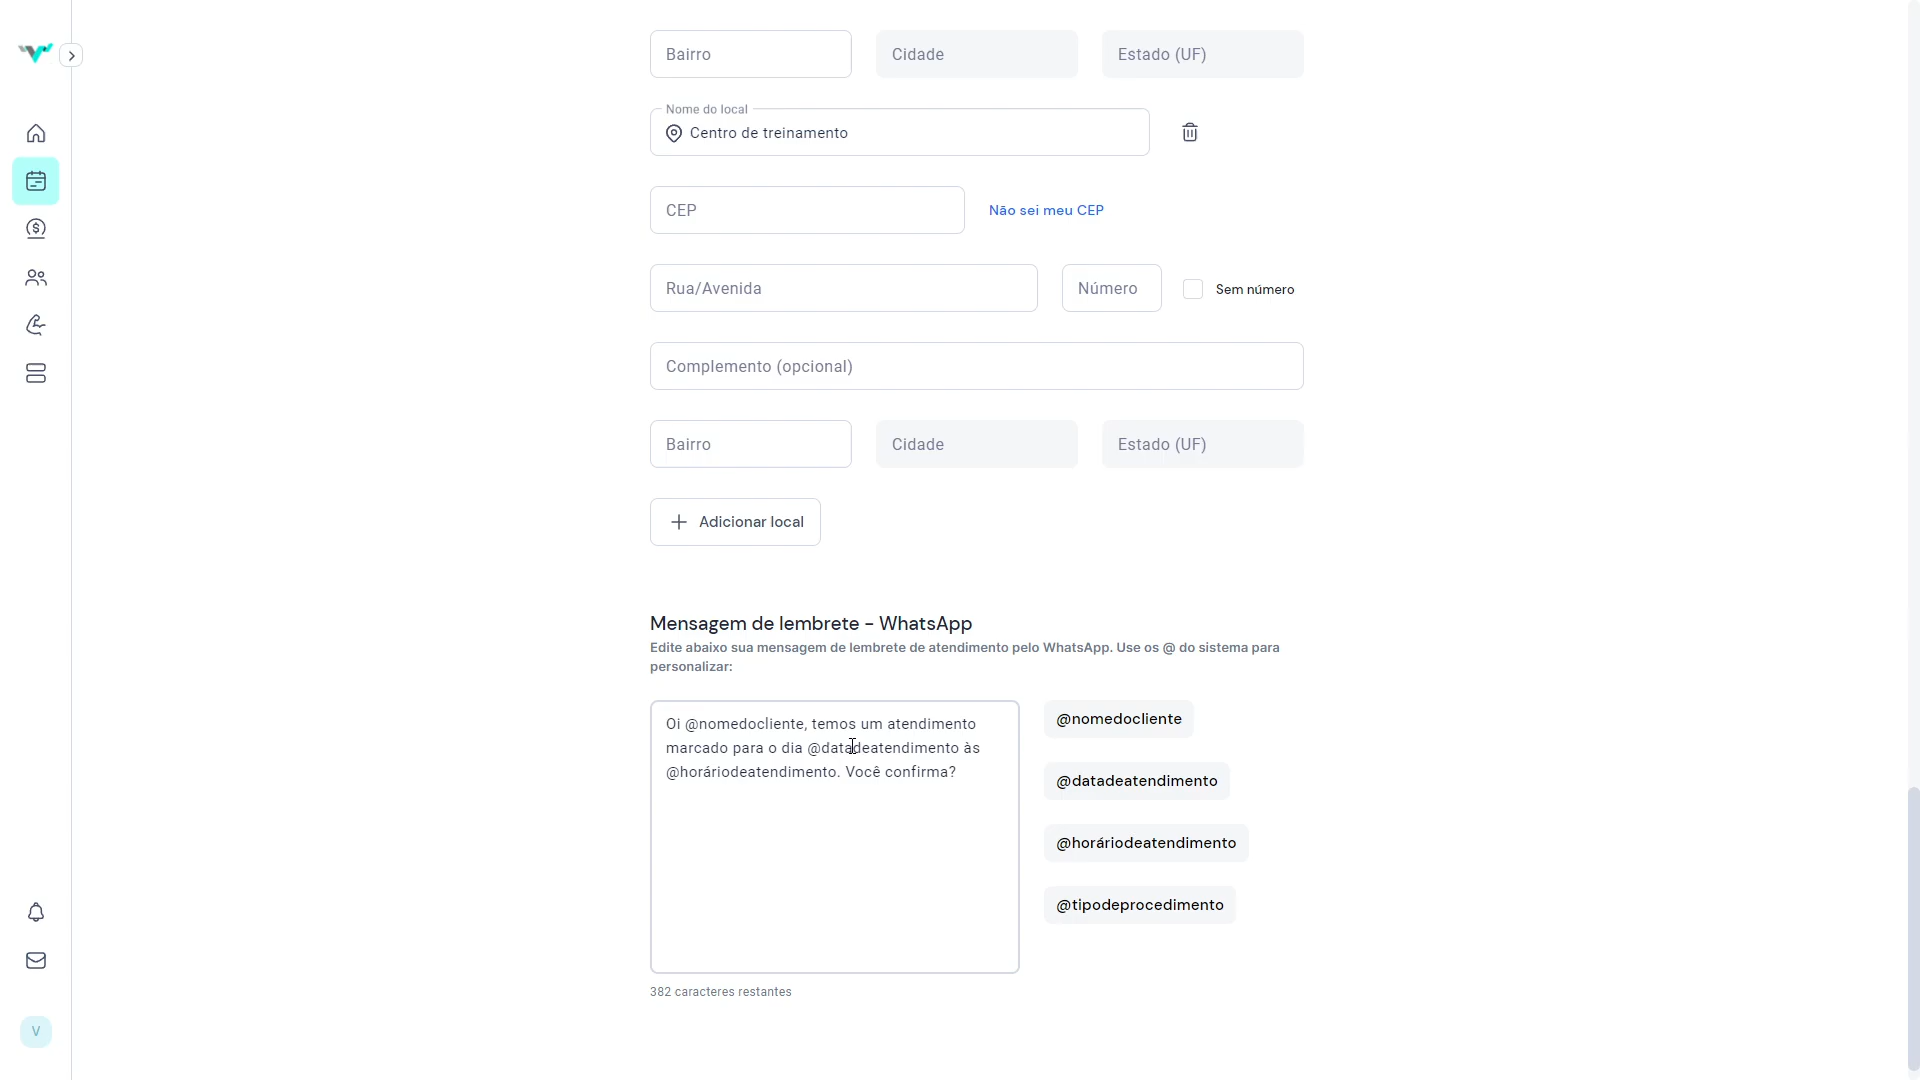 Bairro
Cidade
Estado (UF)
Nome do local
Centro de treinamento
CEP
Não sei meu CEP
Rua/Avenida
Número
Sem número
Complemento (opcional)
Bairro
Cidade
Estado (UF)
Adicionar local
Mensagem de lembrete - WhatsApp
Edite abaixo sua mensagem de lembrete de atendimento pelo WhatsApp. Use os @ do sistema para
personalizar:
Oi @nomedocliente, temos um atendimento
marcado para o dia @datadeatendimento às
@horáriodeatendimento. Você confirma?
@nomedocliente
@datadeatendimento
@horáriodeatendimento
@tipodeprocedimento
382 caracteres restantes
V